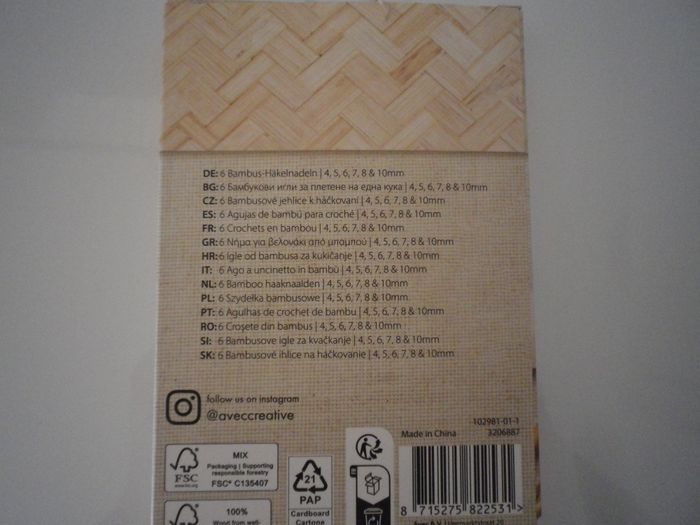 DE: 6 Bambus-Häkelnadeln | 4, 5, 6, 7, 8 & 10mm
BG: 6 Бамбукови игли за плетене на една кука | 4, 5, 6, 7, 8 & 10mm
CZ: 6 Bambusové jehlice k háčkovaní | 4, 5, 6, 7, 8 & 10mm
ES: 6 Agujas de bambú para croché | 4, 5, 6, 7, 8 & 10mm
FR: 6 Crochets en bambou | 4, 5, 6, 7, 8 & 10mm
GR: 6 Νήμα για βελονάκι από μπαμπού | 4, 5, 6, 7, 8 & 10mm
HR: 6 Igle od bambusa za kukičanje | 4, 5, 6, 7, 8 & 10mm
IT: 6 Ago a uncinetto in bambù | 4, 5, 6, 7, 8 & 10mm
NL: 6 Bamboo haaknaalden | 4, 5, 6, 7, 8 & 10mm
PL: 6 Szydełka bambusowe | 4, 5, 6, 7, 8 & 10mm
PT: 6 Agulhas de crochet de bambu | 4, 5, 6, 7, 8 & 10mm
RO: 6 Croșete din bambus | 4, 5, 6, 7, 8 & 10mm
SI: 6 Bambusove igle za kvačkanje | 4, 5, 6, 7, 8 & 10mm
SK: 6 Bambusové ihlice na háčkovanie | 4, 5, 6, 7, 8 & 10mm
follow us on instagram
@aveccreative
102981-01-1
Made in China 3206887
MIX
Packaging | Supporting
responsible forestry
FSC® C135407
FSC
www.fsc.org
21
PAP
Cardboard
Cartone
FR
8 715275 822531 >
100%
Wood from well-
FSC